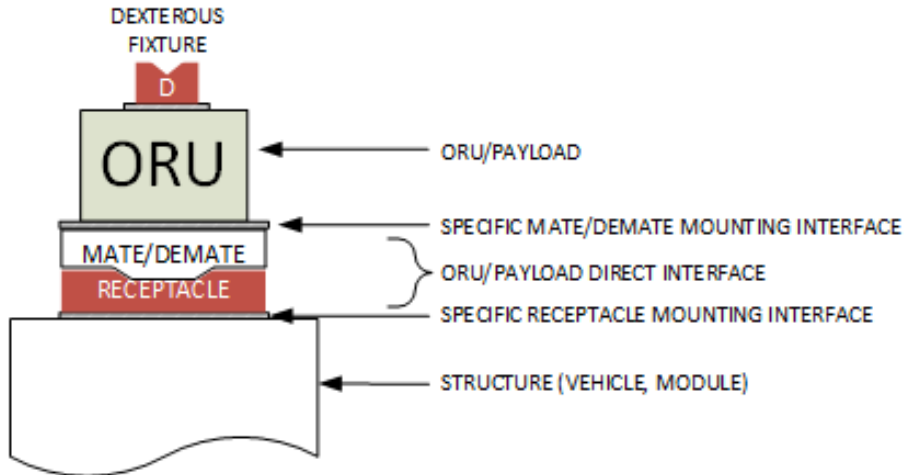 DEXTEROUS
FIXTURE
D
ORU
ORU/PAYLOAD
SPECIFIC MATE/DEMATE MOUNTING INTERFACE
MATE/DEMATE
ORU/PAYLOAD DIRECT INTERFACE
RECEPTACLE
SPECIFIC RECEPTACLE MOUNTING INTERFACE
STRUCTURE (VEHICLE, MODULE)